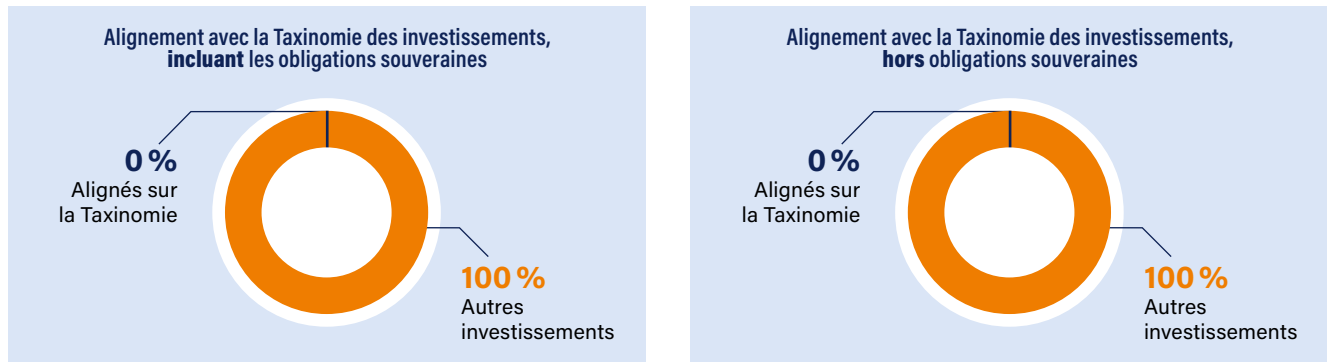 Alignement avec la Taxinomie des investissements,
incluant les obligations souveraines
0 %
Alignés sur
la Taxinomie
100 %
Autres
investissements
Alignement avec la Taxinomie des investissements,
hors obligations souveraines
0 %
Alignés sur
la Taxinomie
100 %
Autres
investissements